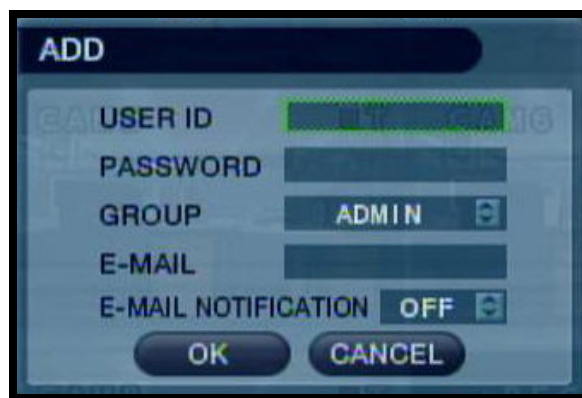 ADD
USER ID
PASSWORD
GROUP ADMIN
E-MAIL
E-MAIL NOTIFICATION OFF
OK CANCEL